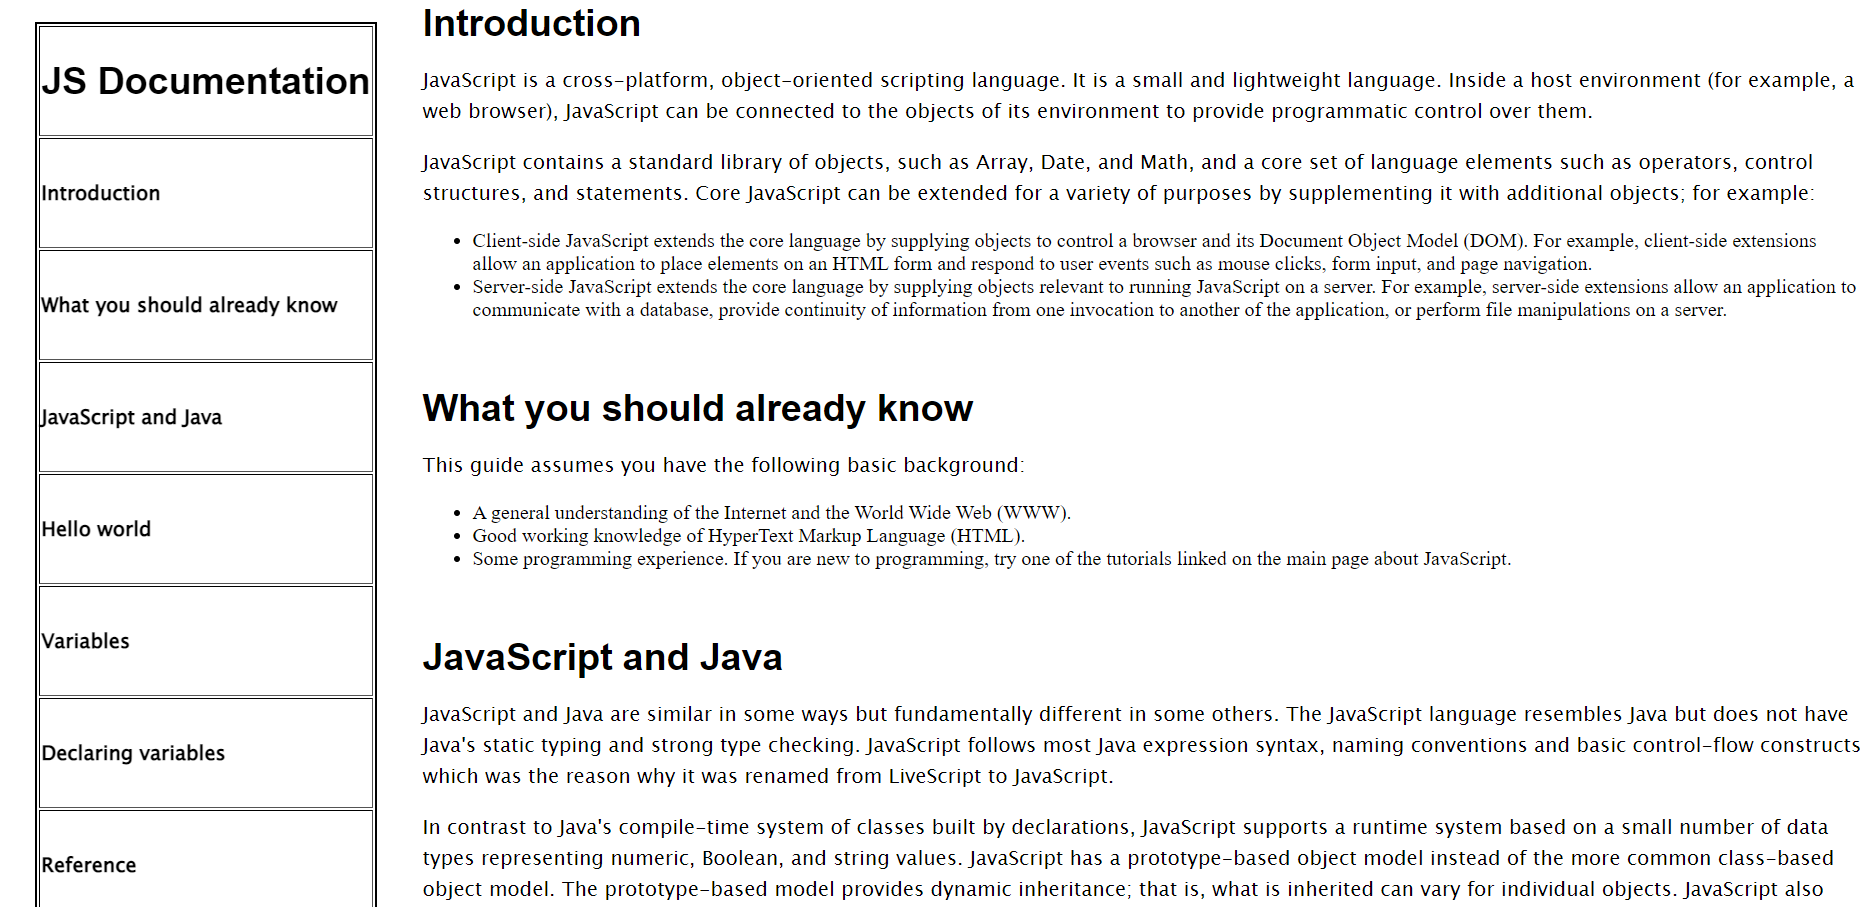 JS Documentation
Introduction
What you should already know
JavaScript and Java
Hello world
Variables
Declaring variables
Reference
Introduction
JavaScript is a cross-platform, object-oriented scripting language. It is a small and lightweight language. Inside a host environment (for example, a
web browser), JavaScript can be connected to the objects of its environment to provide programmatic control over them.
JavaScript contains a standard library of objects, such as Array, Date, and Math, and a core set of language elements such as operators, control
structures, and statements. Core JavaScript can be extended for a variety of purposes by supplementing it with additional objects; for example:
• Client-side JavaScript extends the core language by supplying objects to control a browser and its Document Object Model (DOM). For example, client-side extensions
allow an application to place elements on an HTML form and respond to user events such as mouse clicks, form input, and page navigation.
• Server-side JavaScript extends the core language by supplying objects relevant to running JavaScript on a server. For example, server-side extensions allow an application to
communicate with a database, provide continuity of information from one invocation to another of the application, or perform file manipulations on a server.
What you should already know
This guide assumes you have the following basic background:
• A general understanding of the Internet and the World Wide Web (WWW).
• Good working knowledge of HyperText Markup Language (HTML).
• Some programming experience. If you are new to programming, try one of the tutorials linked on the main page about JavaScript.
JavaScript and Java
JavaScript and Java are similar in some ways but fundamentally different in some others. The JavaScript language resembles Java but does not have
Java's static typing and strong type checking. JavaScript follows most Java expression syntax, naming conventions and basic control-flow constructs
which was the reason why it was renamed from LiveScript to JavaScript.
In contrast to Java's compile-time system of classes built by declarations, JavaScript supports a runtime system based on a small number of data
types representing numeric, Boolean, and string values. JavaScript has a prototype-based object model instead of the more common class-based
object model. The prototype-based model provides dynamic inheritance; that is, what is inherited can vary for individual objects. JavaScript also